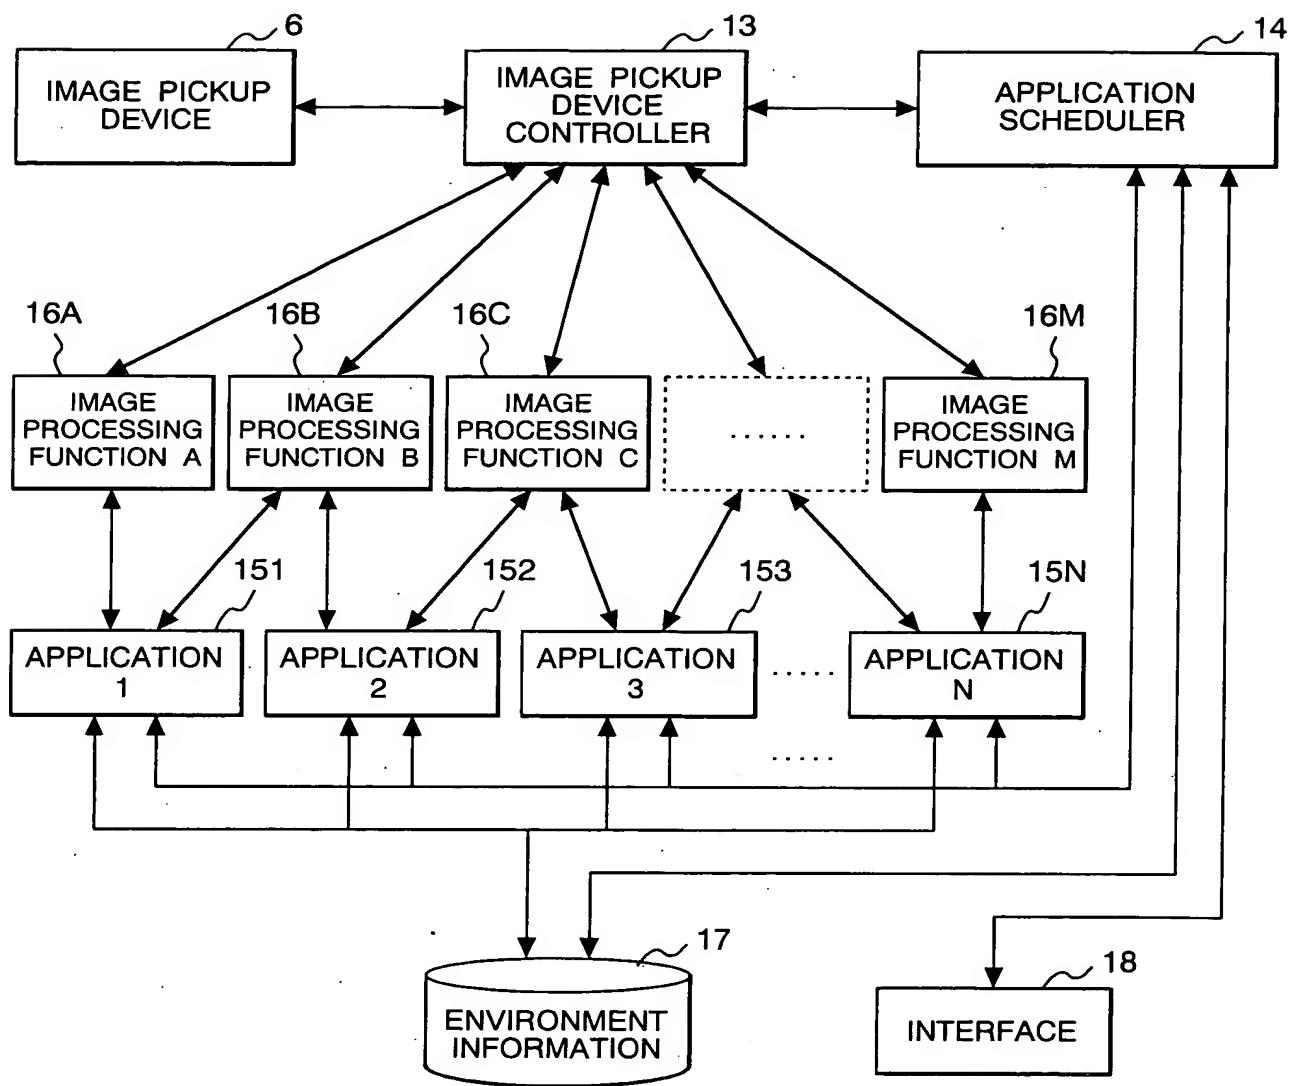 6
13
14
IMAGE PICKUP
DEVICE
IMAGE PICKUP
DEVICE
CONTROLLER
APPLICATION
SCHEDULER
16A
16B
16C
16M
IMAGE
PROCESSING
FUNCTION A
IMAGE
PROCESSING
FUNCTION B
IMAGE
PROCESSING
FUNCTION C
.......
IMAGE
PROCESSING
FUNCTION M
151
152
153
15N
APPLICATION
1
APPLICATION
2
APPLICATION
3
.....
APPLICATION
N
.....
17
18
ENVIRONMENT
INFORMATION
INTERFACE